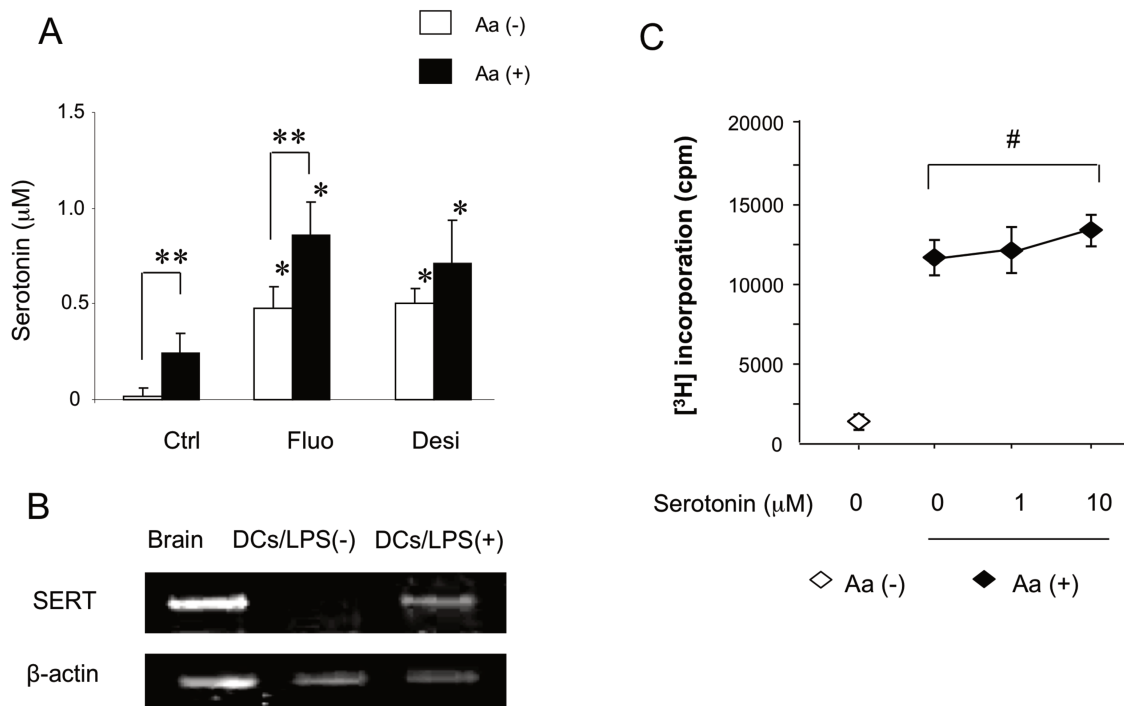 A
Aa (-)
Aa (+)
Serotonin (μM)
1.5
1.0
0.5
0
**
**
*
*
*
*
Ctrl
Fluo
Desi
B
Brain DCs/LPS(-) DCs/LPS(+)
SERT
β-actin
C
[³H] incorporation (cpm)
20000
15000
10000
5000
0
#
Serotonin (μM) 0 0 1 10
Aa (-) Aa (+)